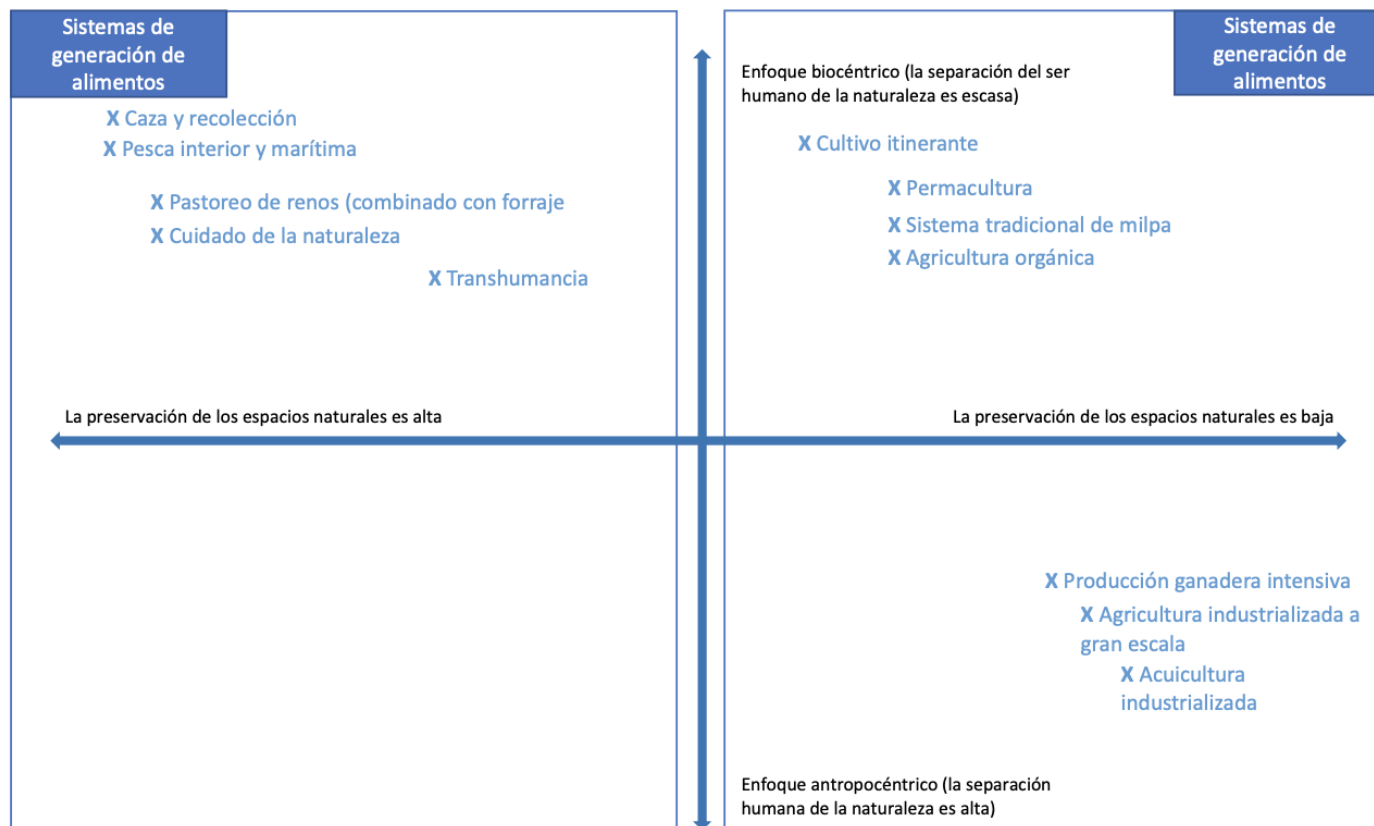 Sistemas de
generación de
alimentos
X Caza y recolección
X Pesca interior y marítima
X Pastoreo de renos (combinado con forraje
X Cuidado de la naturaleza
X Transhumancia
La preservación de los espacios naturales es alta
Sistemas de
generación de
alimentos
Enfoque biocéntrico (la separación del ser
humano de la naturaleza es escasa)
X Cultivo itinerante
X Permacultura
X Sistema tradicional de milpa
X Agricultura orgánica
La preservación de los espacios naturales es baja
X Producción ganadera intensiva
X Agricultura industrializada a
gran escala
X Acuicultura
industrializada
Enfoque antropocéntrico (la separación
humana de la naturaleza es alta)